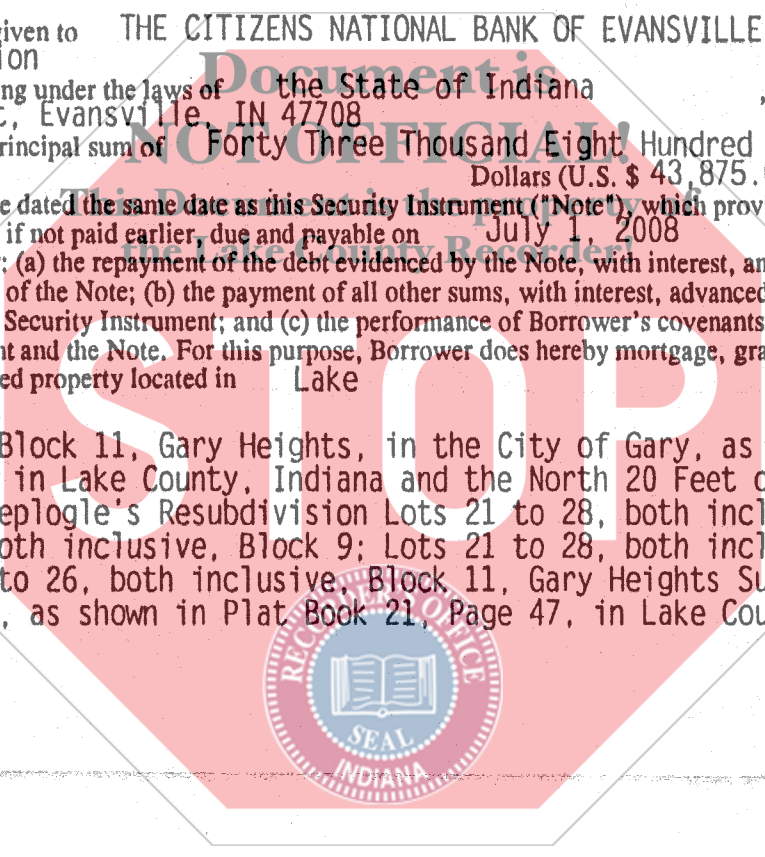 given to THE CITIZENS NATIONAL BANK OF EVANSVILLE
ion
ng under the laws of the State of Indiana ,
t, Evansville, IN 47708
rincipal sum of Forty Three Thousand Eight Hundred
Dollars (U.S. $ 43,875.
e dated the same date as this Security Instrument ("Note"), which prov
if not paid earlier, due and payable on July 1, 2008
: (a) the repayment of the debt evidenced by the Note, with interest, an
of the Note; (b) the payment of all other sums, with interest, advanced
Security Instrument; and (c) the performance of Borrower's covenants
nt and the Note. For this purpose, Borrower does hereby mortgage, gra
ed property located in Lake
Block 11, Gary Heights, in the City of Gary, as
in Lake County, Indiana and the North 20 Feet o
eplogle's Resubdivision Lots 21 to 28, both incl
oth inclusive, Block 9; Lots 21 to 28, both incl
to 26, both inclusive, Block 11, Gary Heights Su
, as shown in Plat Book 21, Page 47, in Lake Cou
Document is
NOT OFFICIAL!
This Document is the property of
the Lake County Recorder!
STOP
RECORDER'S OFFICE
SEAL
INDIANA